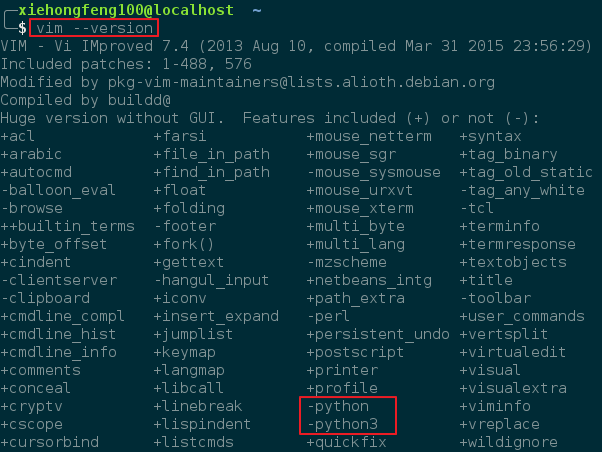 xiehongfeng100@localhost ~
$ vim --version
VIM - Vi IMproved 7.4 (2013 Aug 10, compiled Mar 31 2015 23:56:29)
Included patches: 1-488, 576
Modified by pkg-vim-maintainers@lists.alioth.debian.org
Compiled by buildd@
Huge version without GUI.  Features included (+) or not (-):
+acl +farsi +mouse_netterm +syntax
+arabic +file_in_path +mouse_sgr +tag_binary
+autocmd +find_in_path -mouse_sysmouse +tag_old_static
-balloon_eval +float +mouse_urxvt -tag_any_white
-browse +folding +mouse_xterm -tcl
++builtin_terms -footer +multi_byte +terminfo
+byte_offset +fork() +multi_lang +termresponse
+cindent +gettext -mzscheme +textobjects
-clientserver -hangul_input +netbeans_intg +title
-clipboard +iconv +path_extra -toolbar
+cmdline_compl +insert_expand -perl +user_commands
+cmdline_hist +jumplist +persistent_undo +vertsplit
+cmdline_info +keymap +postscript +virtualedit
+comments +langmap +printer +visual
+conceal +libcall +profile +visualextra
+cryptv +linebreak -python +viminfo
+cscope +lispindent -python3 +vreplace
+cursorbind +listcmds +quickfix +wildignore